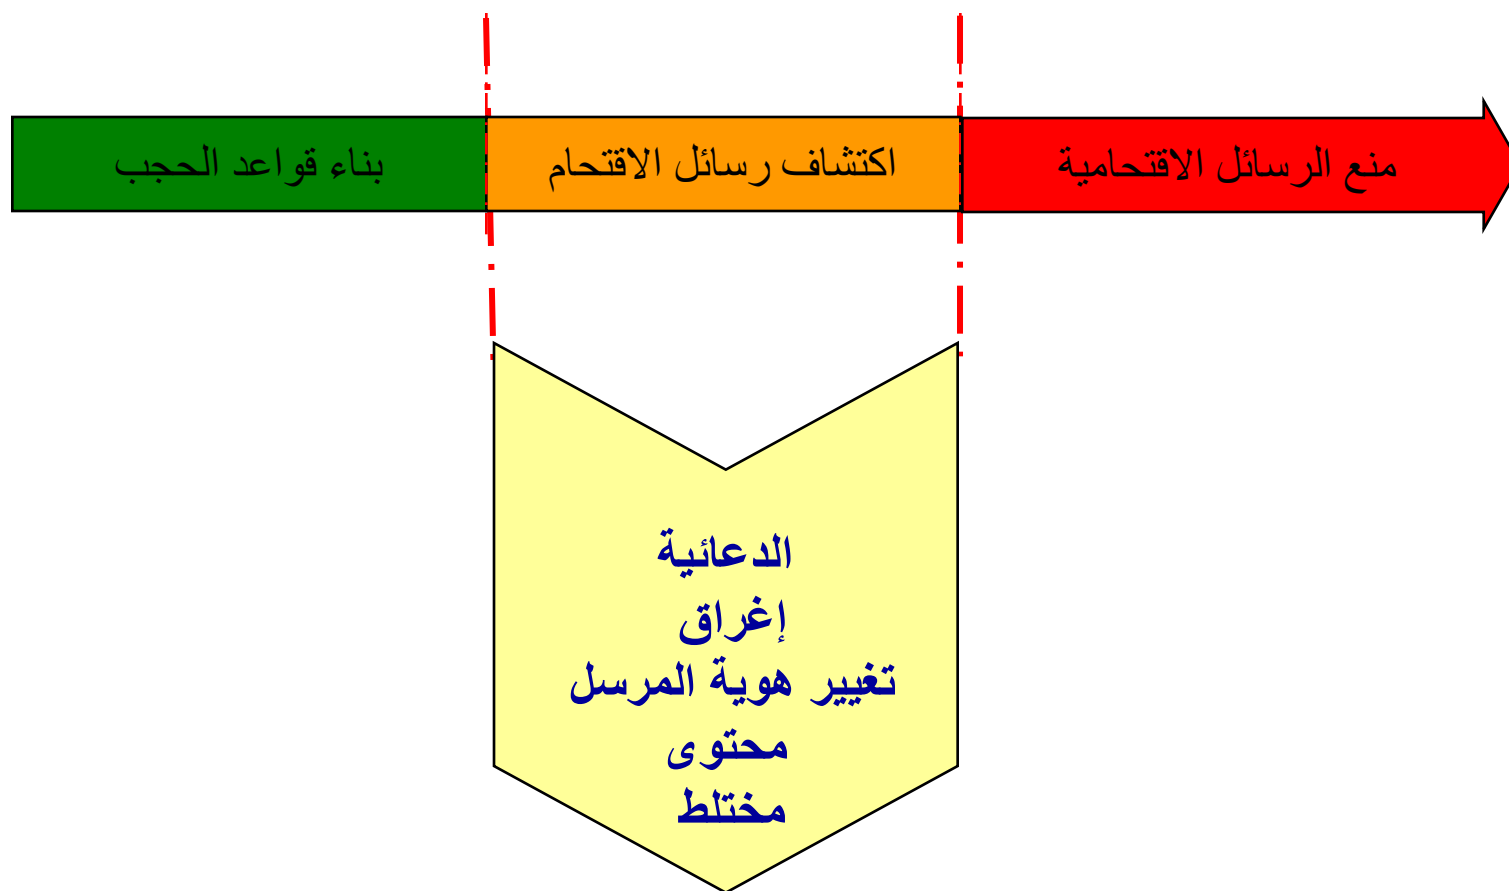 بناء قواعد الحجب
اكتشاف رسائل الاقتحام
منع الرسائل الاقتحامية
الدعائية
إغراق
تغيير هوية المرسل
محتوى
مختلط